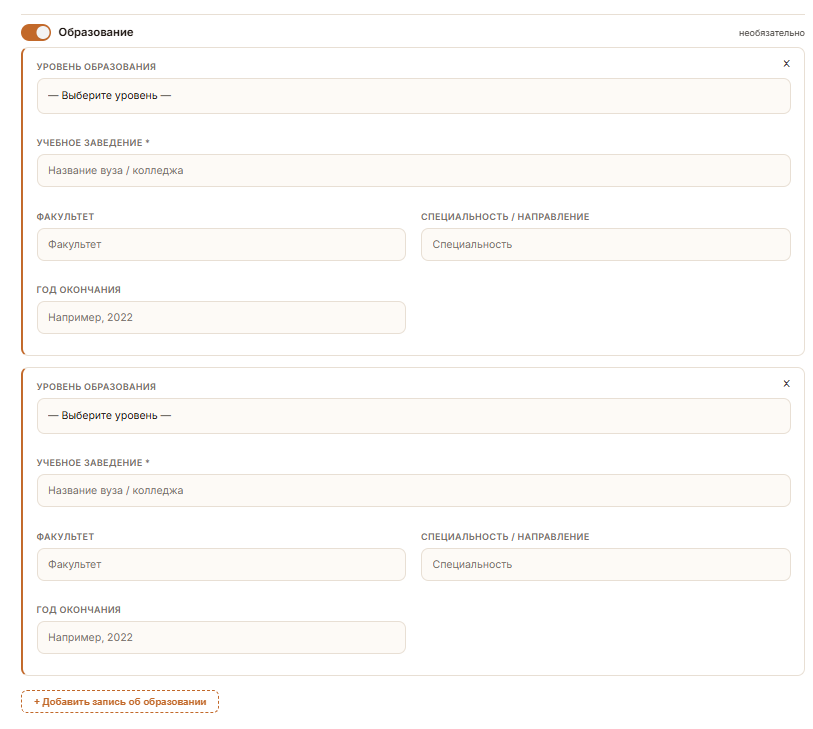 Образование
необязательно
УРОВЕНЬ ОБРАЗОВАНИЯ
— Выберите уровень —
УЧЕБНОЕ ЗАВЕДЕНИЕ *
Название вуза / колледжа
ФАКУЛЬТЕТ
СПЕЦИАЛЬНОСТЬ / НАПРАВЛЕНИЕ
Факультет
Специальность
ГОД ОКОНЧАНИЯ
Например, 2022
УРОВЕНЬ ОБРАЗОВАНИЯ
— Выберите уровень —
УЧЕБНОЕ ЗАВЕДЕНИЕ *
Название вуза / колледжа
ФАКУЛЬТЕТ
СПЕЦИАЛЬНОСТЬ / НАПРАВЛЕНИЕ
Факультет
Специальность
ГОД ОКОНЧАНИЯ
Например, 2022
+ Добавить запись об образовании